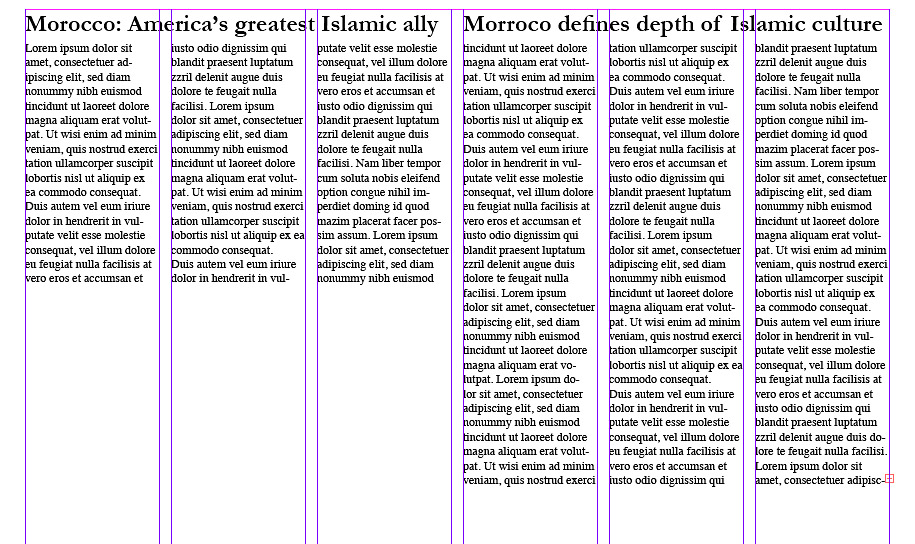 Morocco: America's greatest Islamic ally
Lorem ipsum dolor sit
amet, consectetuer ad-
ipiscing elit, sed diam
nonummy nibh euismod
tincidunt ut laoreet dolore
magna aliquam erat volut-
pat. Ut wisi enim ad minim
veniam, quis nostrud exerci
tation ullamcorper suscipit
lobortis nisl ut aliquip ex
ea commodo consequat.
Duis autem vel eum iriure
dolor in hendrerit in vul-
putate velit esse molestie
consequat, vel illum dolore
eu feugiat nulla facilisis at
vero eros et accumsan et
iusto odio dignissim qui
blandit praesent luptatum
zzril delenit augue duis
dolore te feugait nulla
facilisi. Lorem ipsum
dolor sit amet, consectetuer
adipiscing elit, sed diam
nonummy nibh euismod
tincidunt ut laoreet dolore
magna aliquam erat volut-
pat. Ut wisi enim ad minim
veniam, quis nostrud exerci
tation ullamcorper suscipit
lobortis nisl ut aliquip ex ea
commodo consequat.
Duis autem vel eum iriure
dolor in hendrerit in vul-
putate velit esse molestie
consequat, vel illum dolore
eu feugiat nulla facilisis at
vero eros et accumsan et
iusto odio dignissim qui
blandit praesent luptatum
zzril delenit augue duis
dolore te feugait nulla
facilisi. Nam liber tempor
cum soluta nobis eleifend
option congue nihil im-
perdiet doming id quod
mazim placerat facer pos-
sim assum. Lorem ipsum
dolor sit amet, consectetuer
adipiscing elit, sed diam
nonummy nibh euismod
Morroco defines depth of Islamic culture
tincidunt ut laoreet dolore
magna aliquam erat volut-
pat. Ut wisi enim ad minim
veniam, quis nostrud exerci
tation ullamcorper suscipit
lobortis nisl ut aliquip ex
ea commodo consequat.
Duis autem vel eum iriure
dolor in hendrerit in vul-
putate velit esse molestie
consequat, vel illum dolore
eu feugiat nulla facilisis at
vero eros et accumsan et
iusto odio dignissim qui
blandit praesent luptatum
zzril delenit augue duis
dolore te feugait nulla
facilisi. Lorem ipsum
dolor sit amet, consectetuer
adipiscing elit, sed diam
nonummy nibh euismod
tincidunt ut laoreet dolore
magna aliquam erat vo-
lutpat. Lorem ipsum do-
lor sit amet, consectetuer
adipiscing elit, sed diam
nonummy nibh euismod
tincidunt ut laoreet dolore
magna aliquam erat volut-
pat. Ut wisi enim ad minim
veniam, quis nostrud exerci
tation ullamcorper suscipit
lobortis nisl ut aliquip ex
ea commodo consequat.
Duis autem vel eum iriure
dolor in hendrerit in vul-
putate velit esse molestie
consequat, vel illum dolore
eu feugiat nulla facilisis at
vero eros et accumsan et
iusto odio dignissim qui
blandit praesent luptatum
zzril delenit augue duis
dolore te feugait nulla
facilisi. Lorem ipsum
dolor sit amet, consectetuer
adipiscing elit, sed diam
nonummy nibh euismod
tincidunt ut laoreet dolore
magna aliquam erat volut-
pat. Ut wisi enim ad minim
veniam, quis nostrud exerci
tation ullamcorper suscipit
lobortis nisl ut aliquip ex ea
commodo consequat.
Duis autem vel eum iriure
dolor in hendrerit in vul-
putate velit esse molestie
consequat, vel illum dolore
eu feugiat nulla facilisis at
vero eros et accumsan et
iusto odio dignissim qui
blandit praesent luptatum
zzril delenit augue duis
dolore te feugait nulla
facilisi. Nam liber tempor
cum soluta nobis eleifend
option congue nihil im-
perdiet doming id quod
mazim placerat facer pos-
sim assum. Lorem ipsum
dolor sit amet, consectetuer
adipiscing elit, sed diam
nonummy nibh euismod
tincidunt ut laoreet dolore
magna aliquam erat volut-
pat. Ut wisi enim ad minim
veniam, quis nostrud exerci
tation ullamcorper suscipit
lobortis nisl ut aliquip ex
ea commodo consequat.
Duis autem vel eum iriure
dolor in hendrerit in vul-
putate velit esse molestie
consequat, vel illum dolore
eu feugiat nulla facilisis at
vero eros et accumsan et
iusto odio dignissim qui
blandit praesent luptatum
zzril delenit augue duis do-
lore te feugait nulla facilisi.
Lorem ipsum dolor sit
amet, consectetuer adipisc-